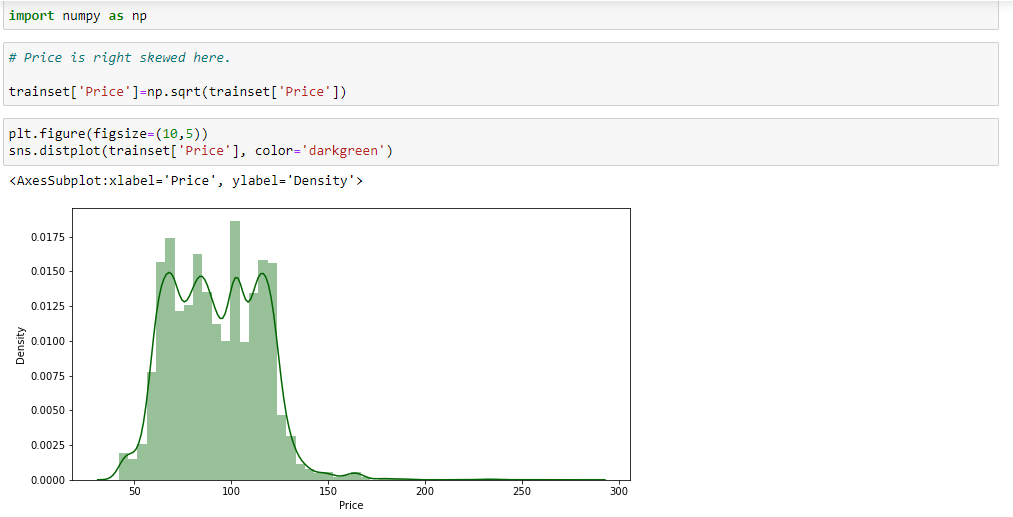 import numpy as np
# Price is right skewed here.
trainset['Price']=np.sqrt(trainset['Price'])
plt.figure(figsize=(10,5))
sns.distplot(trainset['Price'], color='darkgreen')
<AxesSubplot:xlabel='Price', ylabel='Density'>
0.0175
0.0150
0.0125
0.0100
0.0075
0.0050
0.0025
0.0000
Density
50 100 150 200 250 300
Price